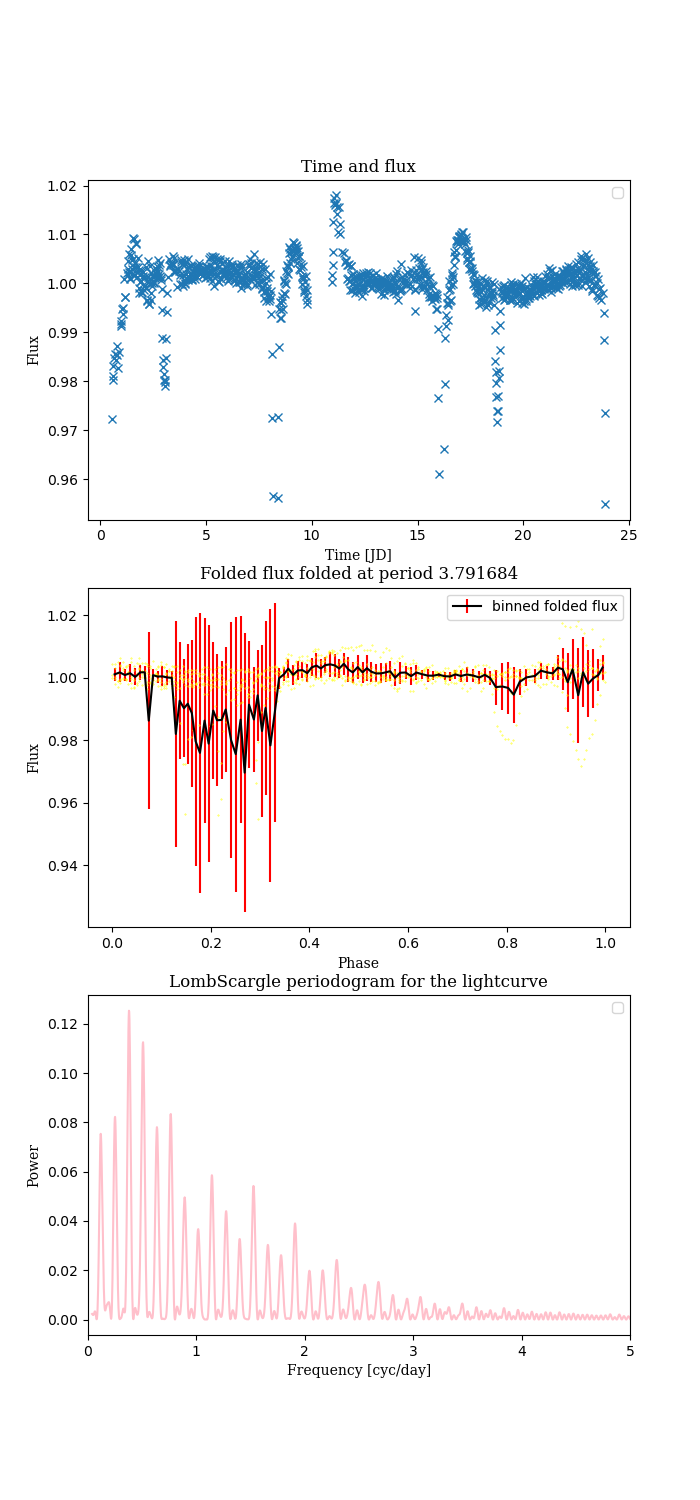 Time and flux
1.02
1.01
1.00
0.99
0.98
0.97
0.96
Flux
0 5 10 15 20 25
Time [JD]
Folded flux folded at period 3.791684
binned folded flux
1.02
1.00
0.98
0.96
0.94
Flux
0.0 0.2 0.4 0.6 0.8 1.0
Phase
LombScargle periodogram for the lightcurve
0.12
0.10
0.08
0.06
0.04
0.02
0.00
Power
0 1 2 3 4 5
Frequency [cyc/day]